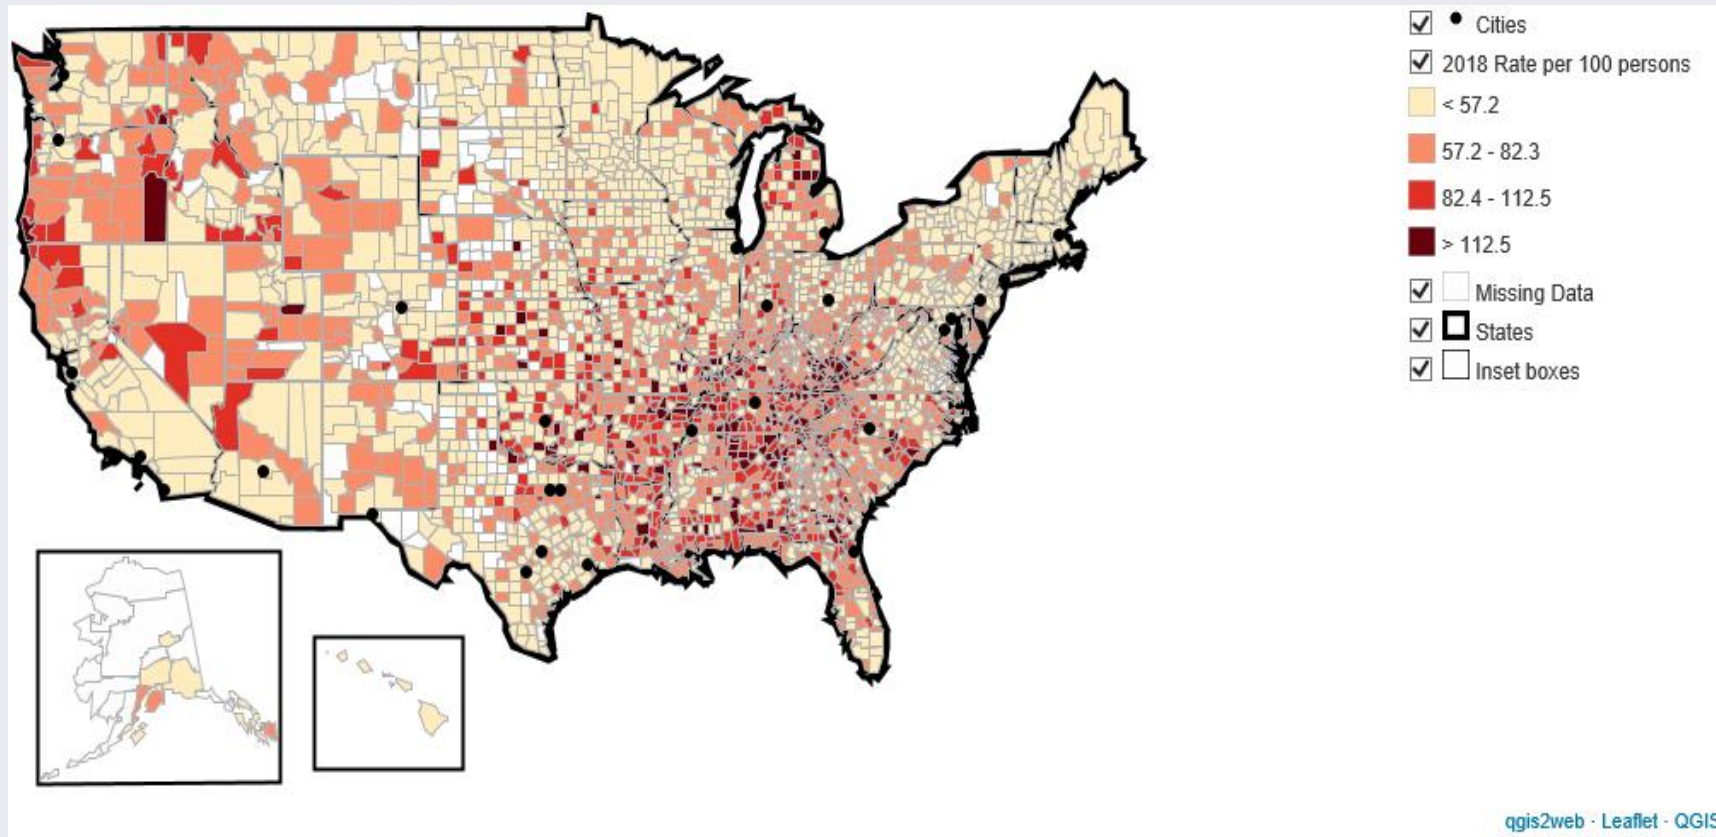 Cities
2018 Rate per 100 persons
< 57.2
57.2 - 82.3
82.4 - 112.5
> 112.5
Missing Data
States
Inset boxes
qgis2web · Leaflet · QGIS